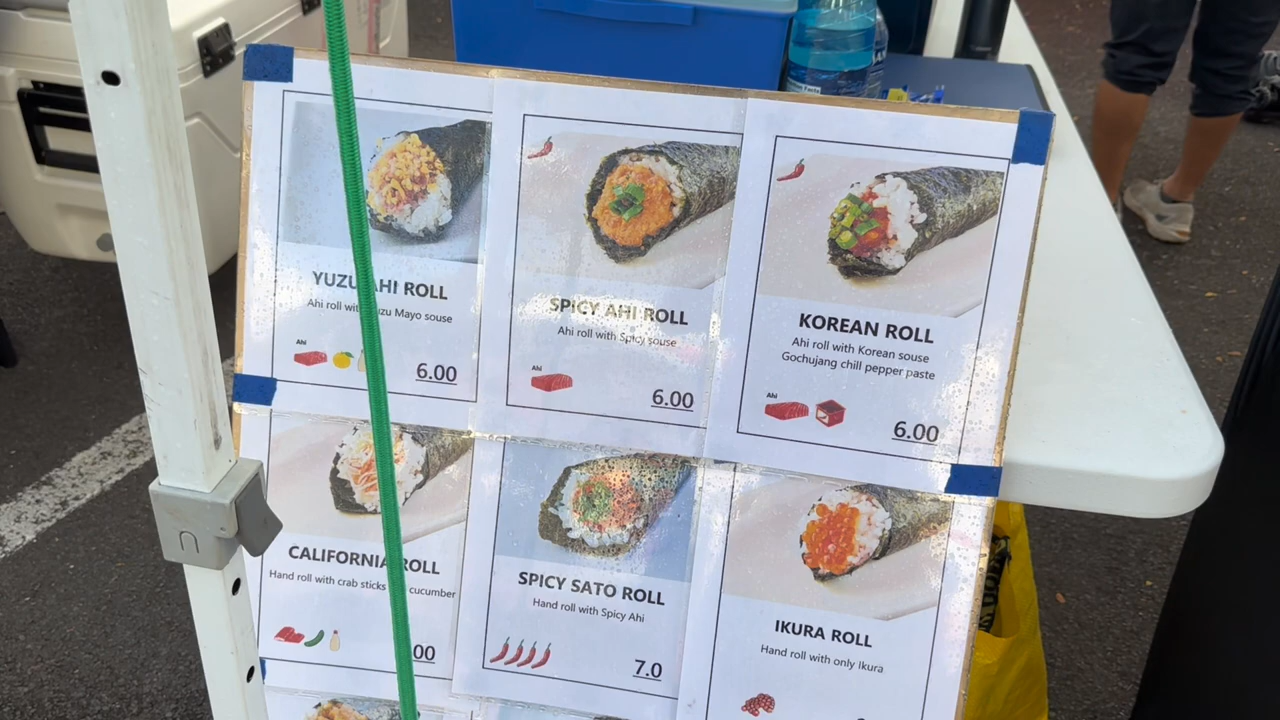 YUZU AHI ROLL
Ahi roll with Yuzu Mayo souse
Ahi
6.00
SPICY AHI ROLL
Ahi roll with Spicy souse
Ahi
6.00
KOREAN ROLL
Ahi roll with Korean souse
Gochujang chill pepper paste
Ahi
6.00
CALIFORNIA ROLL
Hand roll with crab sticks cucumber
00
SPICY SATO ROLL
Hand roll with Spicy Ahi
7.0
IKURA ROLL
Hand roll with only Ikura